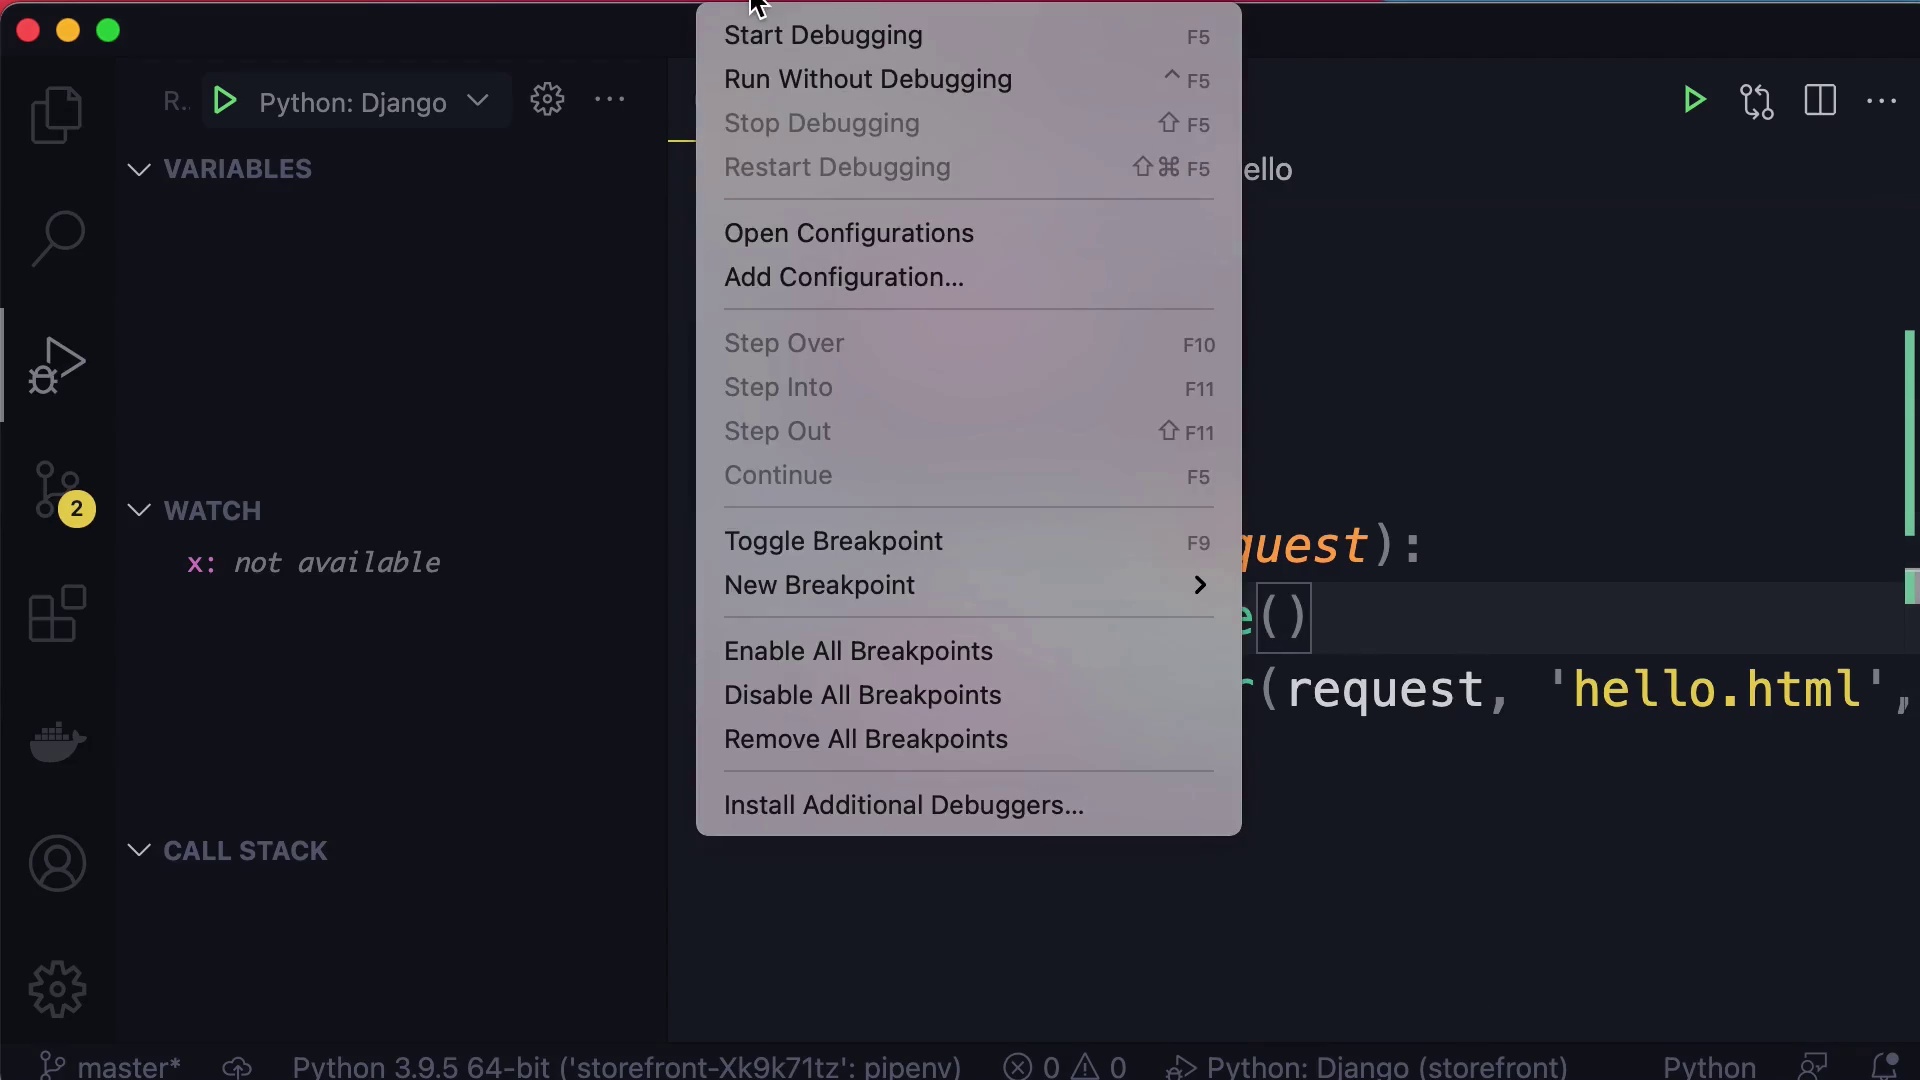 R..
Python: Django
VARIABLES
WATCH
x: not available
CALL STACK
2
Start Debugging F5
Run Without Debugging ^ F5
Stop Debugging ⇧ F5
Restart Debugging ⇧⌘ F5
Open Configurations
Add Configuration...
Step Over F10
Step Into F11
Step Out ⇧ F11
Continue F5
Toggle Breakpoint F9
New Breakpoint
Enable All Breakpoints
Disable All Breakpoints
Remove All Breakpoints
Install Additional Debuggers...
ello
quest):
e()
r(request, 'hello.html',
master* Python 3.9.5 64-bit ('storefront-Xk9k71tz': pipenv) 0 0 Python: Django (storefront) Python